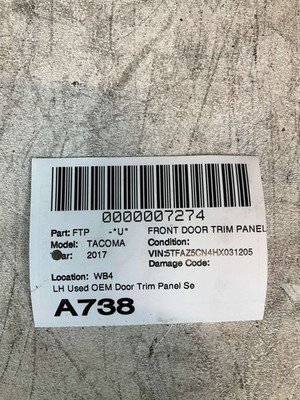 0000007274
Part: FTP -*U* FRONT DOOR TRIM PANEL
Model: TACOMA Condition:
ar: 2017 VIN:5TFAZ5CN4HX031205
Damage Code:
Location: WB4
LH Used OEM Door Trim Panel Se
A738